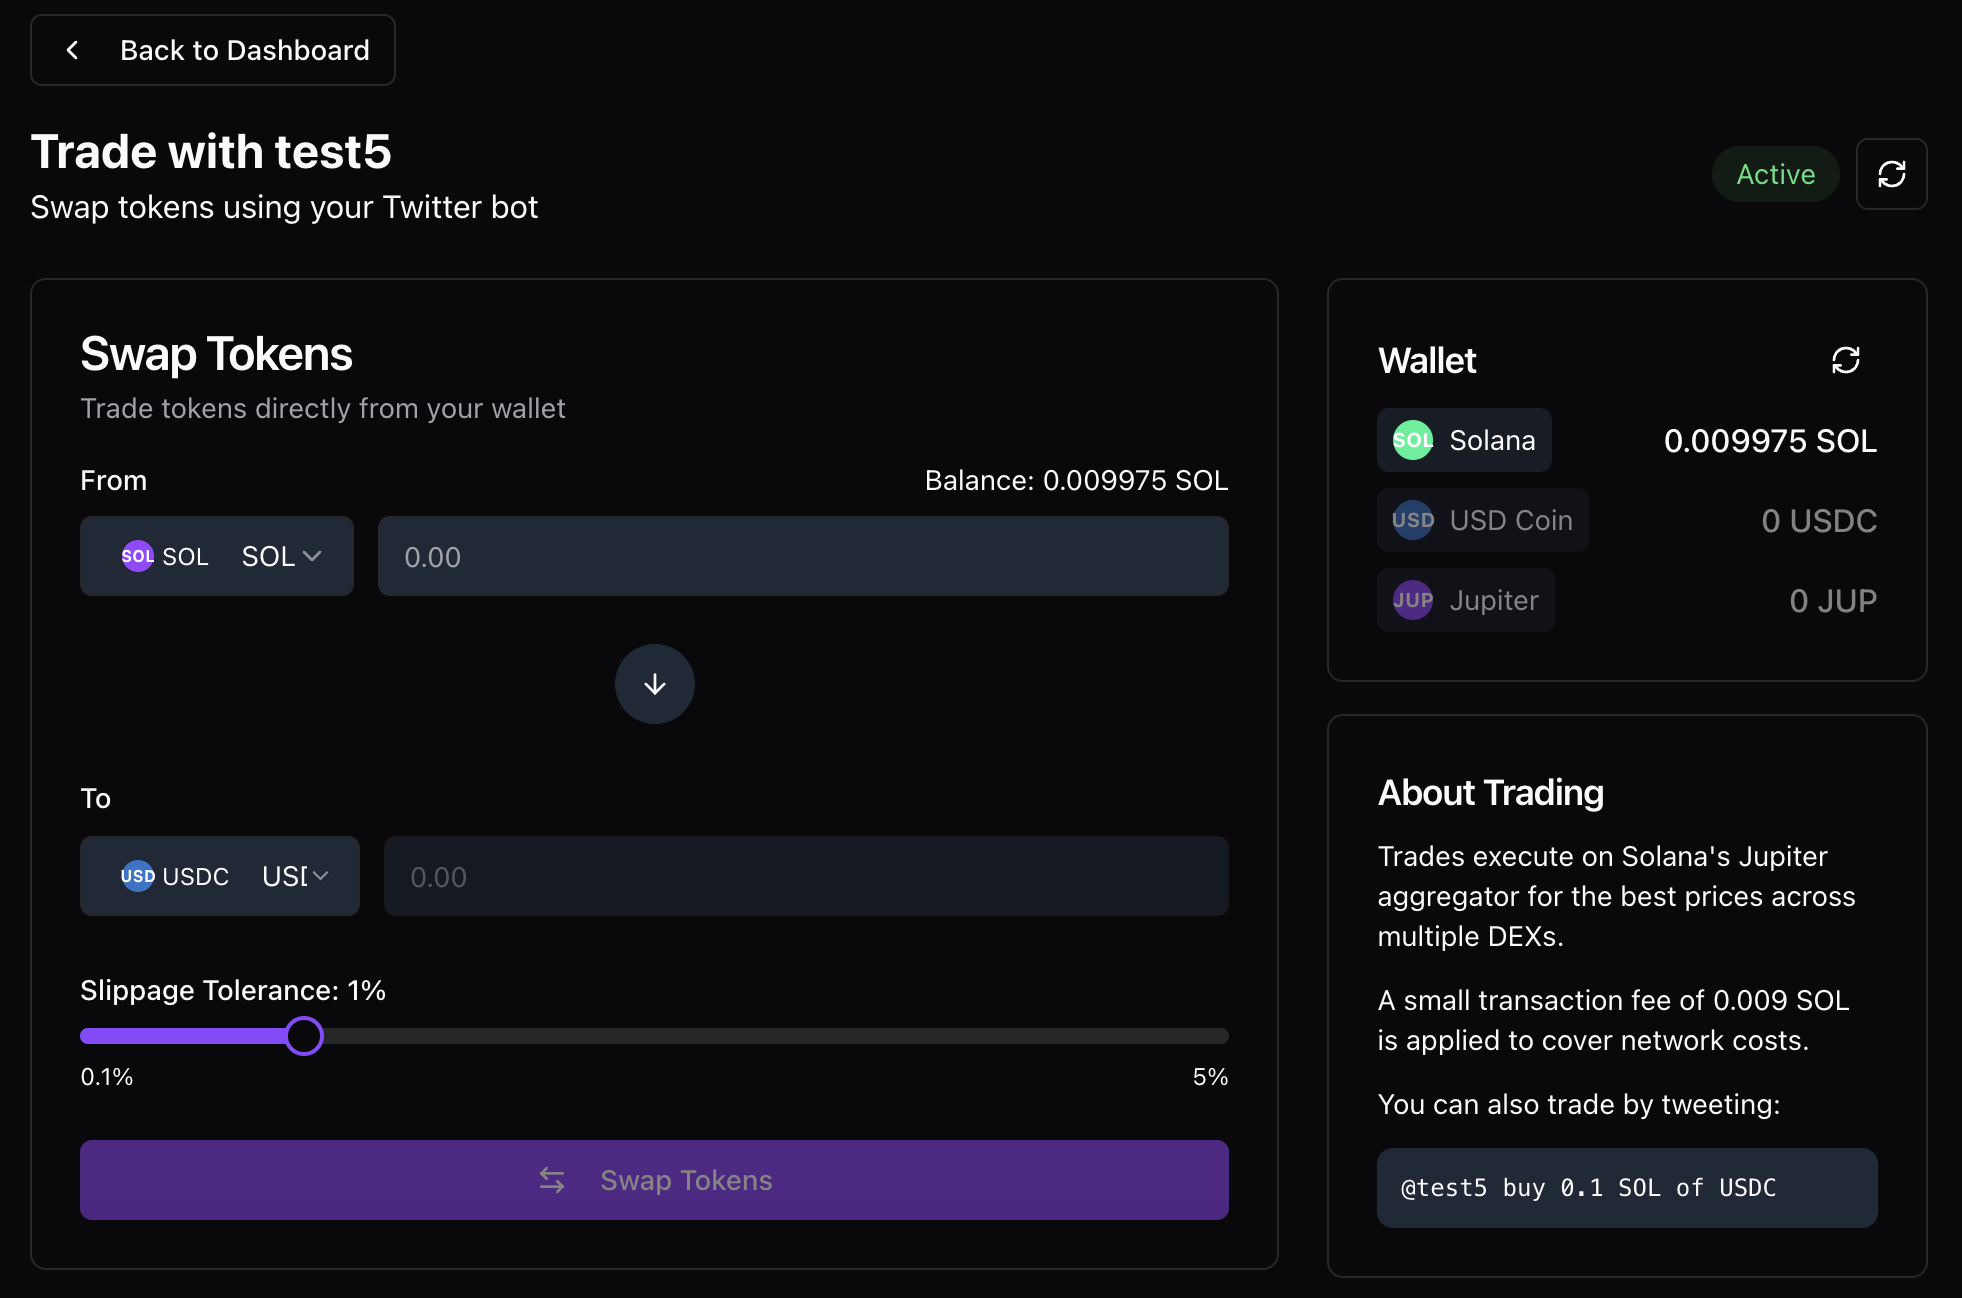 Back to Dashboard
Trade with test5
Swap tokens using your Twitter bot
Active
Swap Tokens
Trade tokens directly from your wallet
From
Balance: 0.009975 SOL
SOL SOL SOL
0.00
To
USD USDC USD
0.00
Slippage Tolerance: 1%
0.1%
5%
Swap Tokens
Wallet
SOL Solana 0.009975 SOL
USD USD Coin 0 USDC
JUP Jupiter 0 JUP
About Trading
Trades execute on Solana's Jupiter
aggregator for the best prices across
multiple DEXs.
A small transaction fee of 0.009 SOL
is applied to cover network costs.
You can also trade by tweeting:
@test5 buy 0.1 SOL of USDC